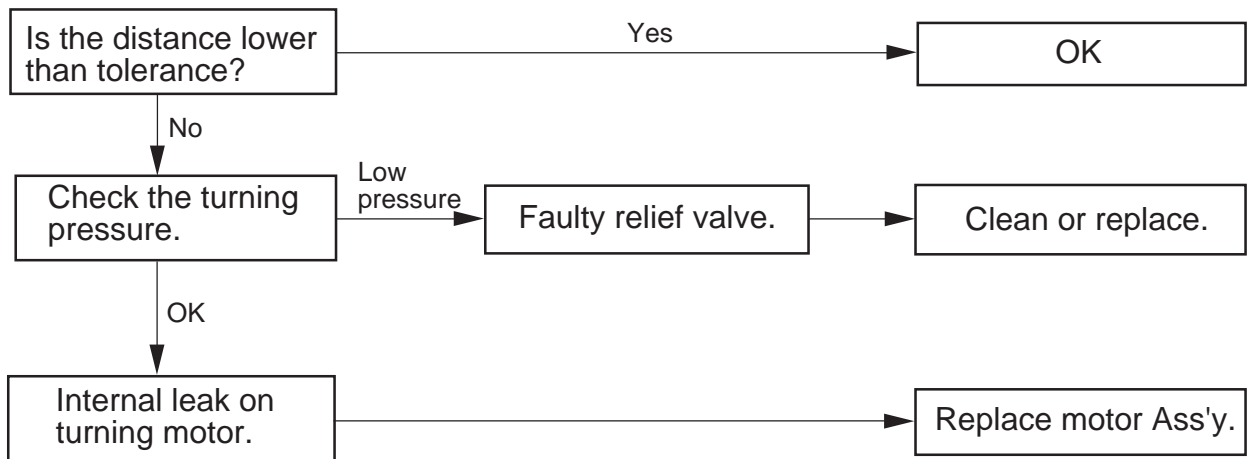 Is the distance lower
than tolerance?
Yes
OK
No
Check the turning
pressure.
Low
pressure
Faulty relief valve.
Clean or replace.
OK
Internal leak on
turning motor.
Replace motor Ass'y.